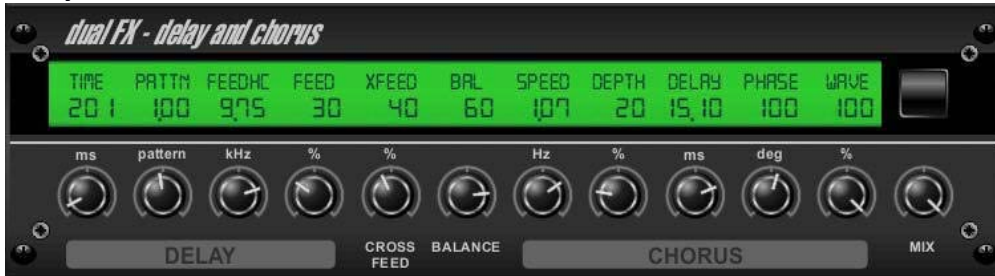 dual FX - delay and chorus
TIME PATTN FEEDHC FEED XFEED BAL SPEED DEPTH DELAY PHASE WAVE
201 1,00 9,75 30 40 60 1,07 20 15,10 100 100
ms pattern kHz % % Hz % ms deg %
DELAY CROSS FEED BALANCE CHORUS MIX